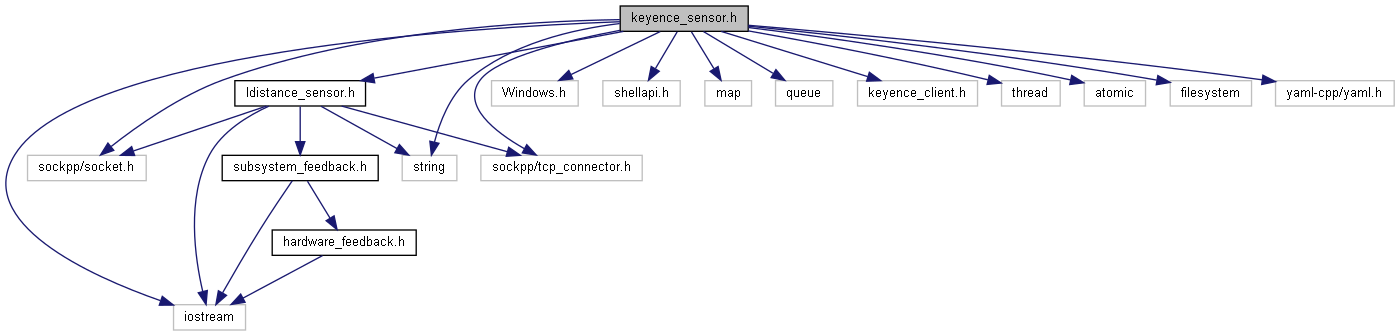 keyence_sensor.h
ldistance_sensor.h
Windows.h
shellapi.h
map
queue
keyence_client.h
thread
atomic
filesystem
yaml-cpp/yaml.h
sockpp/socket.h
subsystem_feedback.h
string
sockpp/tcp_connector.h
hardware_feedback.h
iostream